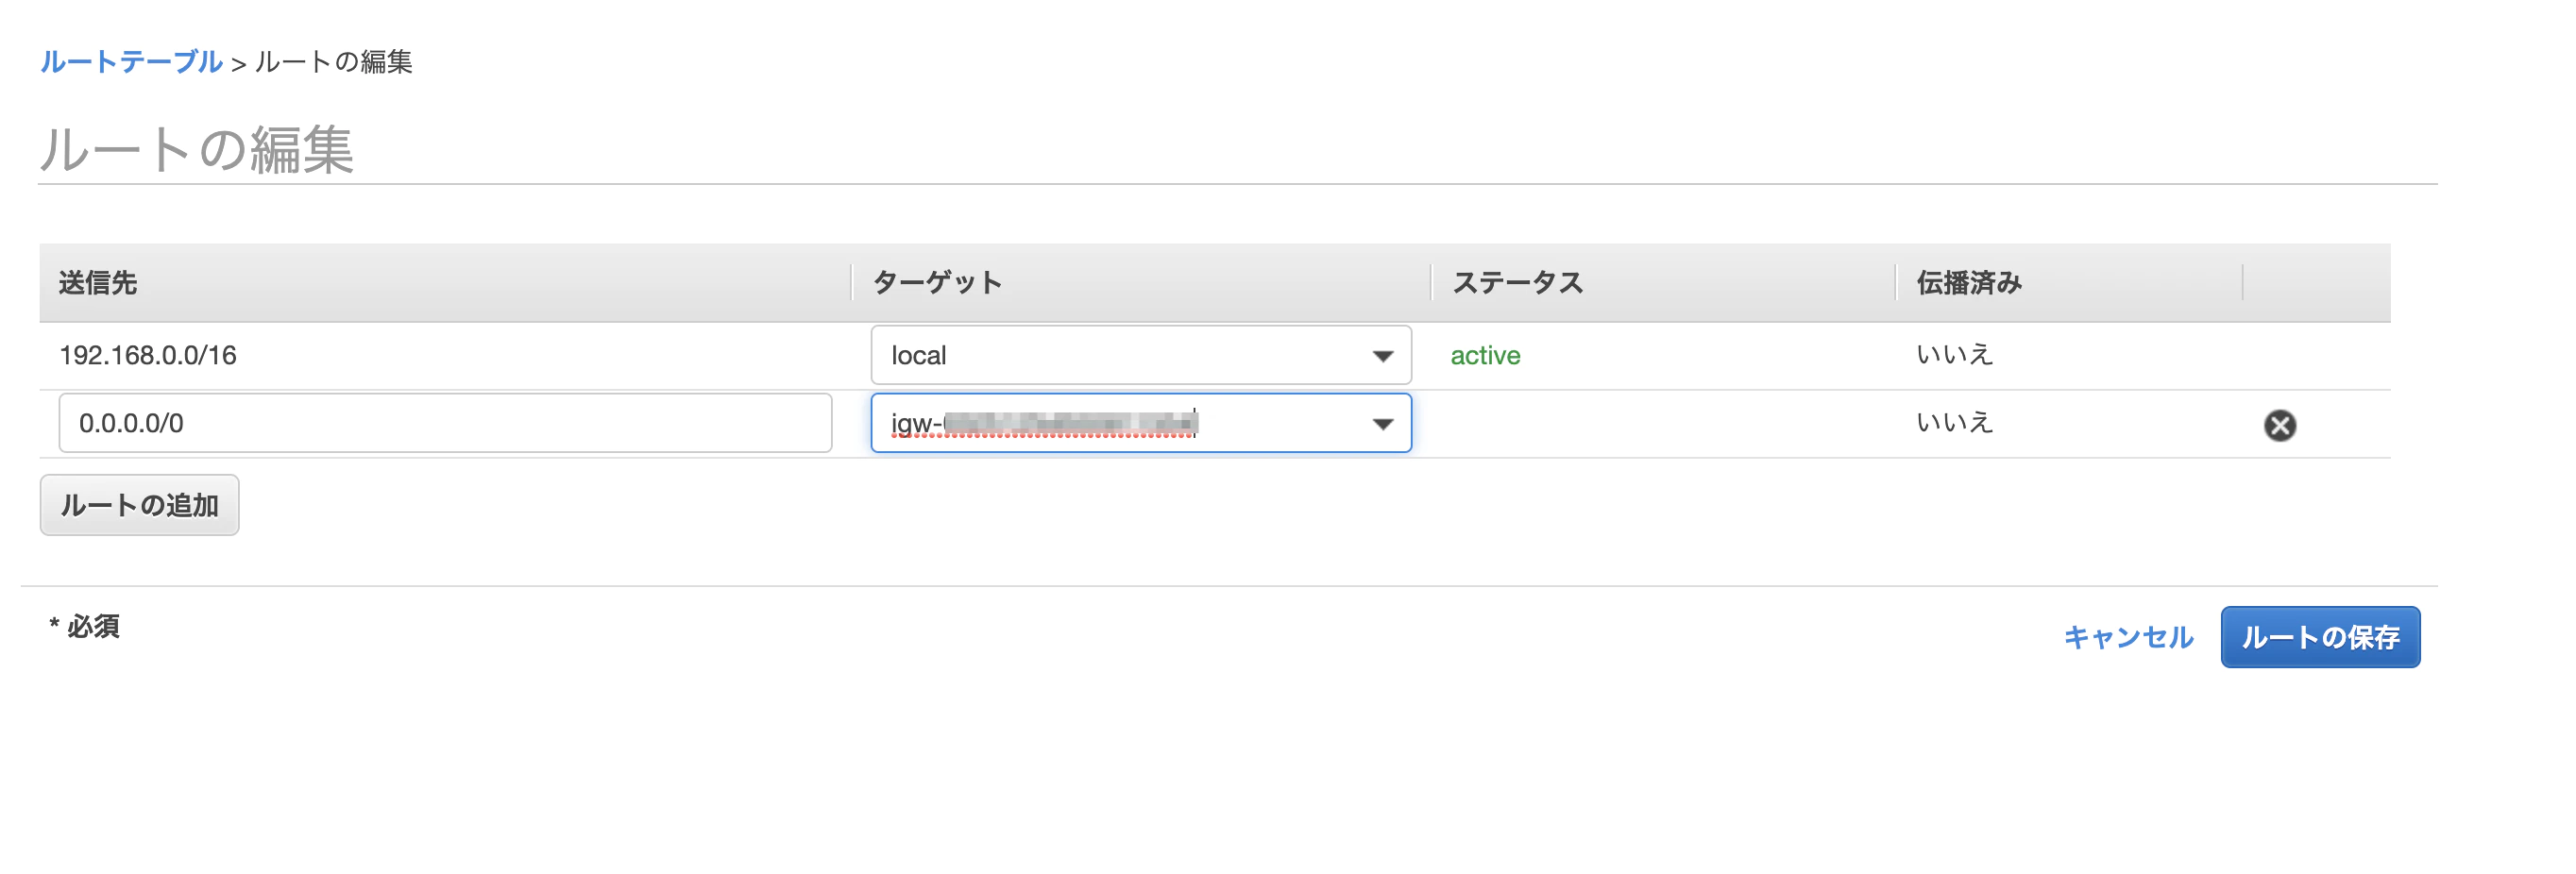 ルートテーブル > ルートの編集
ルートの編集
送信先 ターゲット ステータス 伝播済み
192.168.0.0/16 local active いいえ
0.0.0.0/0 igw- いいえ
ルートの追加
* 必須
キャンセル ルートの保存